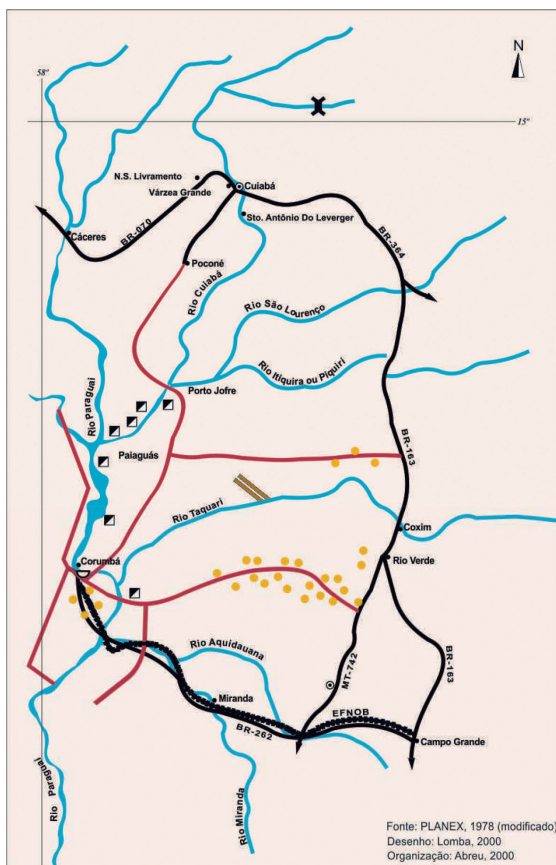 N
58º
15º
N.S. Livramento
Várzea Grande
Cuiabá
Sto. Antônio Do Leverger
BR-070
Cáceres
BR-364
Poconé
Rio Cuiabá
Rio São Lourenço
Rio Itiquira ou Piquiri
Porto Jofre
Rio Paraguai
Paiaguás
BR-163
Rio Taquari
Coxim
Corumbá
Rio Verde
Rio Aquidauana
MT-742
BR-163
Miranda
EFNOB
BR-262
Campo Grande
Rio Paraguai
Rio Miranda
Fonte: PLANEX, 1978 (modificado)
Desenho: Lomba, 2000
Organização: Abreu, 2000